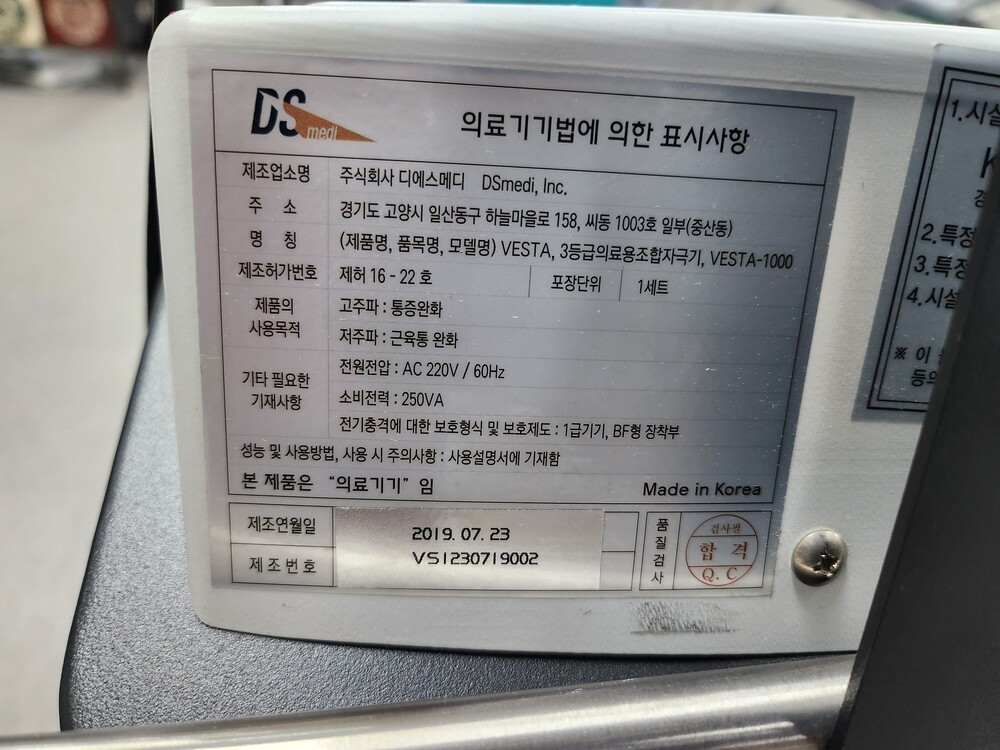 DS medi
의료기기법에 의한 표시사항
제조업소명 주식회사 디에스메디 DSmedi, Inc.
주 소 경기도 고양시 일산동구 하늘마을로 158, 씨동 1003호 일부(중산동)
명 칭 (제품명, 품목명, 모델명) VESTA, 3등급의료용조합자극기, VESTA-1000
제조허가번호 제허 16 - 22 호 포장단위 1세트
제품의 사용목적 고주파 : 통증완화
저주파 : 근육통 완화
기타 필요한 기재사항 전원전압 : AC 220V / 60Hz
소비전력 : 250VA
전기충격에 대한 보호형식 및 보호제도 : 1급기기, BF형 장착부
성능 및 사용방법, 사용 시 주의사항 : 사용설명서에 기재함
본 제품은 "의료기기" 임 Made in Korea
제조연월일 2019. 07. 23
제조번호 VS1230719002
품질검사
검사필
합격
Q. C
1.시설
2.특정
3.특정
4.시설
※ 이